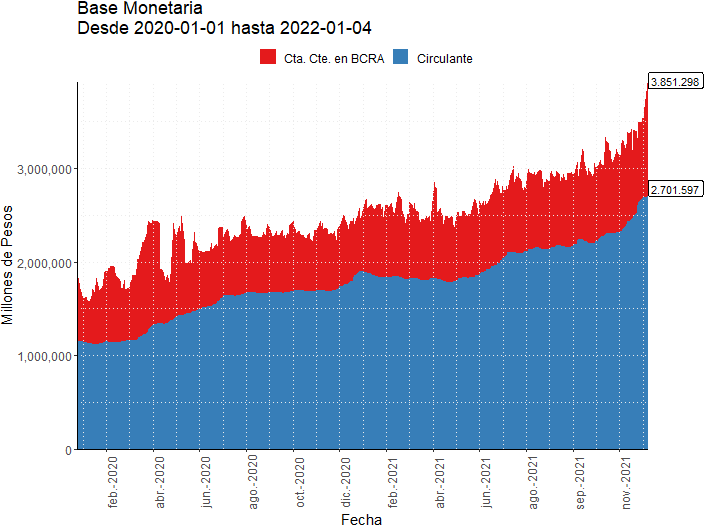 Base Monetaria
Desde 2020-01-01 hasta 2022-01-04
Cta. Cte. en BCRA
Circulante
3.851.298
2.701.597
3,000,000
2,000,000
1,000,000
0
Millones de Pesos
feb.-2020
abr.-2020
jun.-2020
ago.-2020
oct.-2020
dic.-2020
feb.-2021
abr.-2021
jun.-2021
ago.-2021
sep.-2021
nov.-2021
Fecha